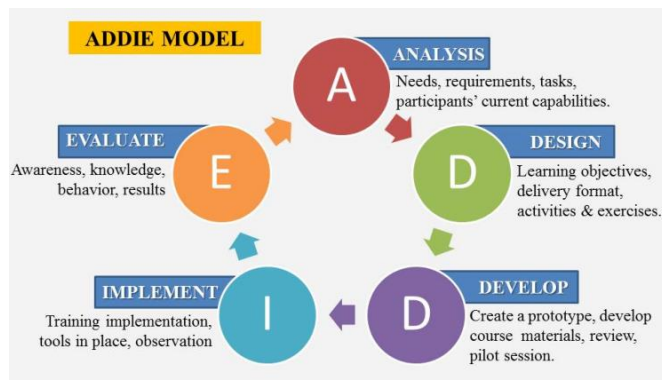 ADDIE MODEL
A
ANALYSIS
Needs, requirements, tasks,
participants' current capabilities.
D
DESIGN
Learning objectives,
delivery format,
activities & exercises.
D
DEVELOP
Create a prototype, develop
course materials, review,
pilot session.
I
IMPLEMENT
Training implementation,
tools in place, observation
E
EVALUATE
Awareness, knowledge,
behavior, results